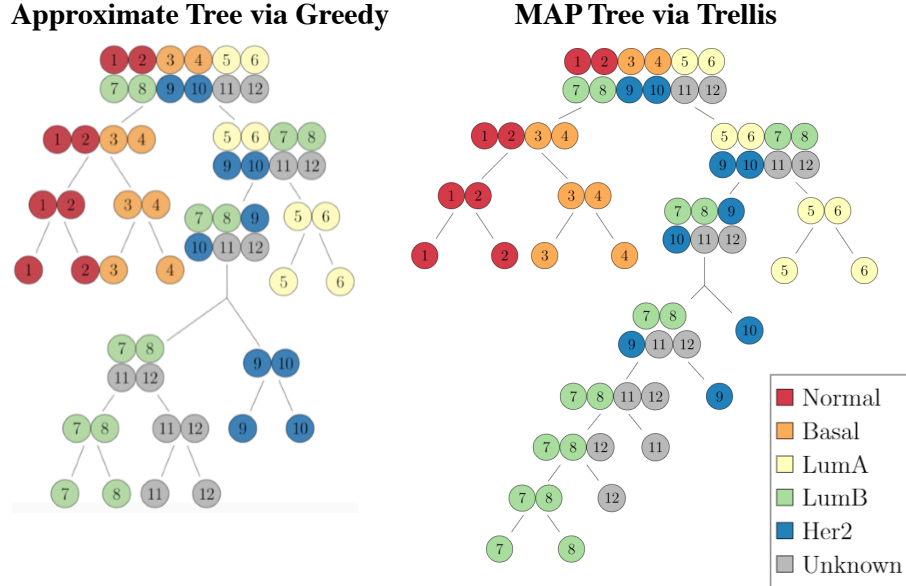 Approximate Tree via Greedy
1 2 3 4 5 6
7 8 9 10 11 12
1 2 3 4
5 6 7 8
9 10 11 12
1 2
3 4
7 8 9
10 11 12
5 6
1
2
3
4
5
6
7 8
11 12
9 10
7 8
11 12
9
10
7
8
11
12
MAP Tree via Trellis
1 2 3 4 5 6
7 8 9 10 11 12
1 2 3 4
5 6 7 8
9 10 11 12
1 2
3 4
7 8 9
10 11 12
5 6
1
2
3
4
5
6
7 8
9 11 12
10
7 8 11 12
9
7 8 12
11
7 8
12
7
8
Normal
Basal
LumA
LumB
Her2
Unknown